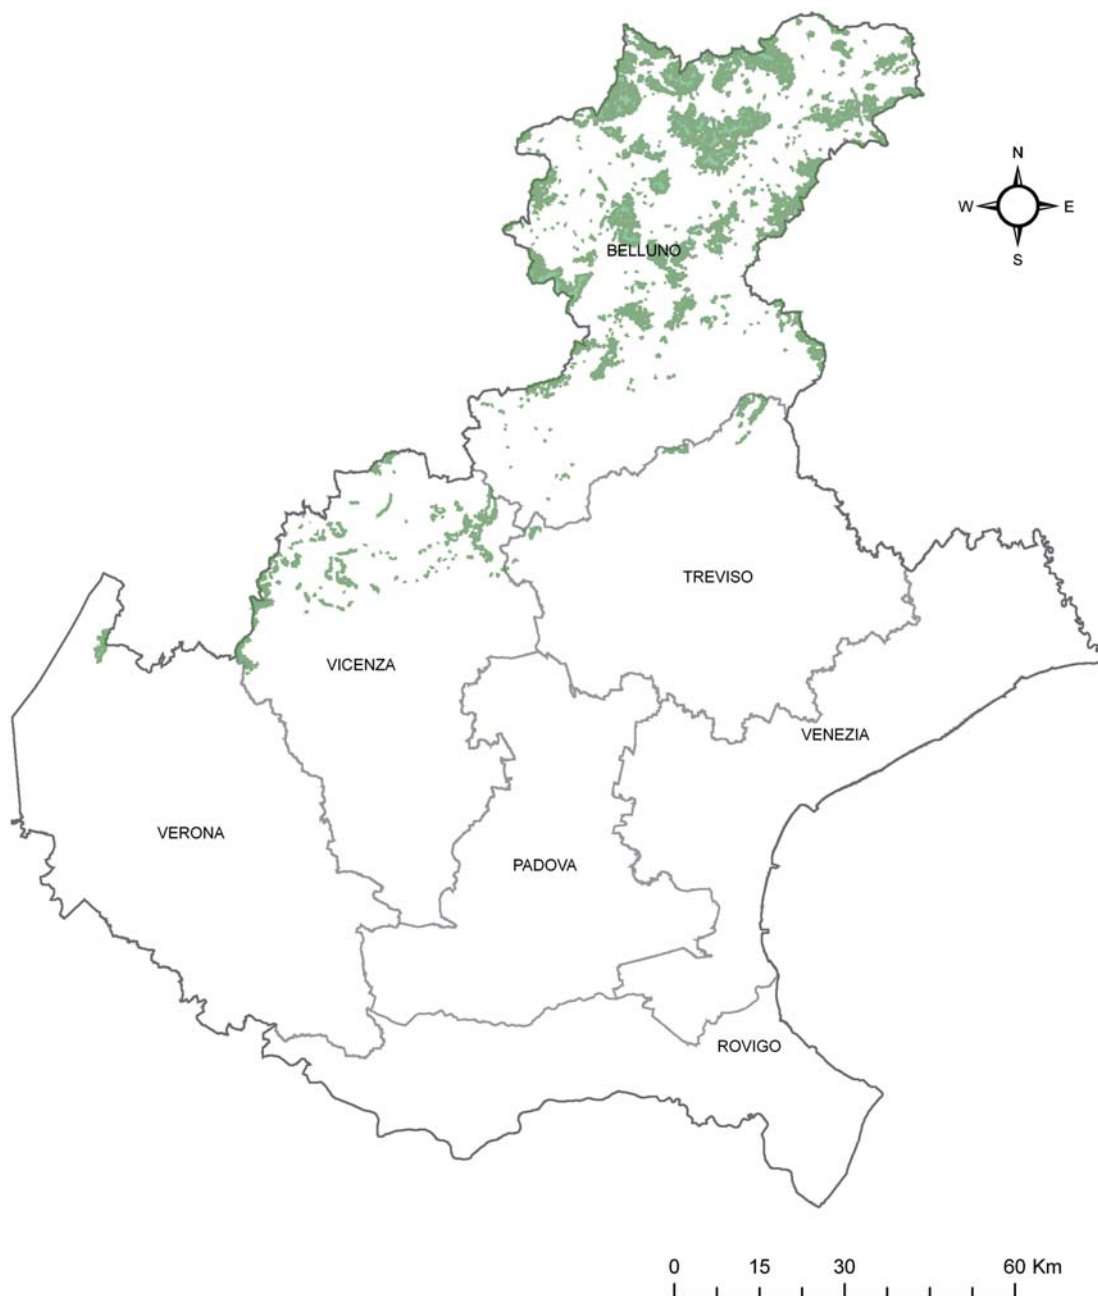 N
W E
S
BELLUNO
TREVISO
VICENZA
VENEZIA
VERONA
PADOVA
ROVIGO
0 15 30 60 Km